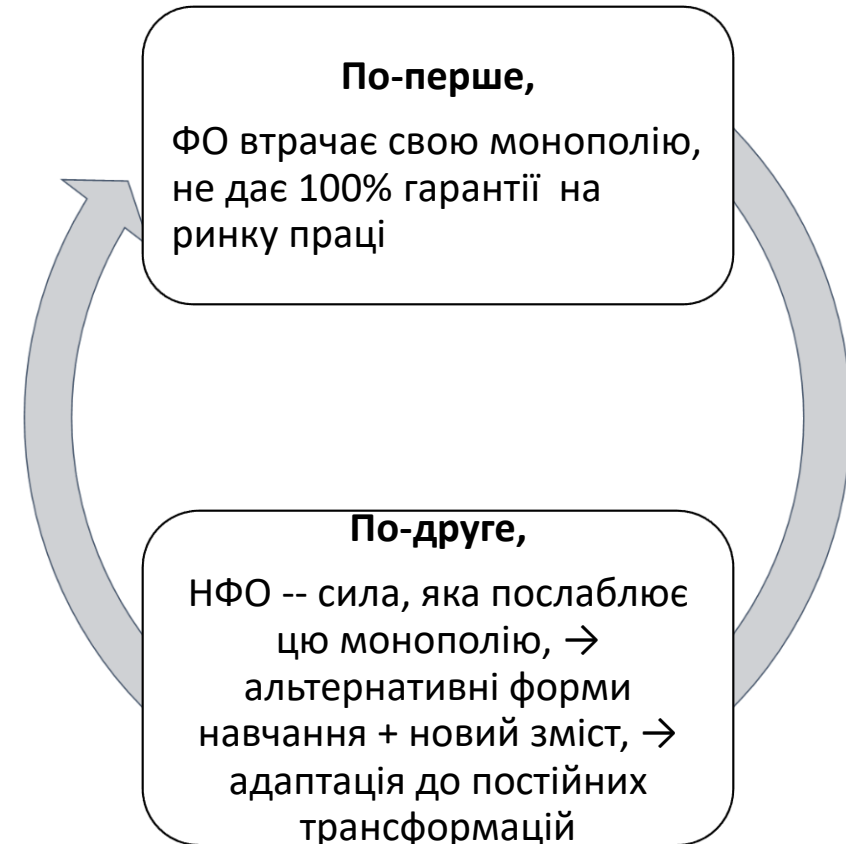 По-перше,
ФО втрачає свою монополію,
не дає 100% гарантії  на
ринку праці
По-друге,
НФО -- сила, яка послаблює
цю монополію, →
альтернативні форми
навчання + новий зміст, →
адаптація до постійних
трансформацій